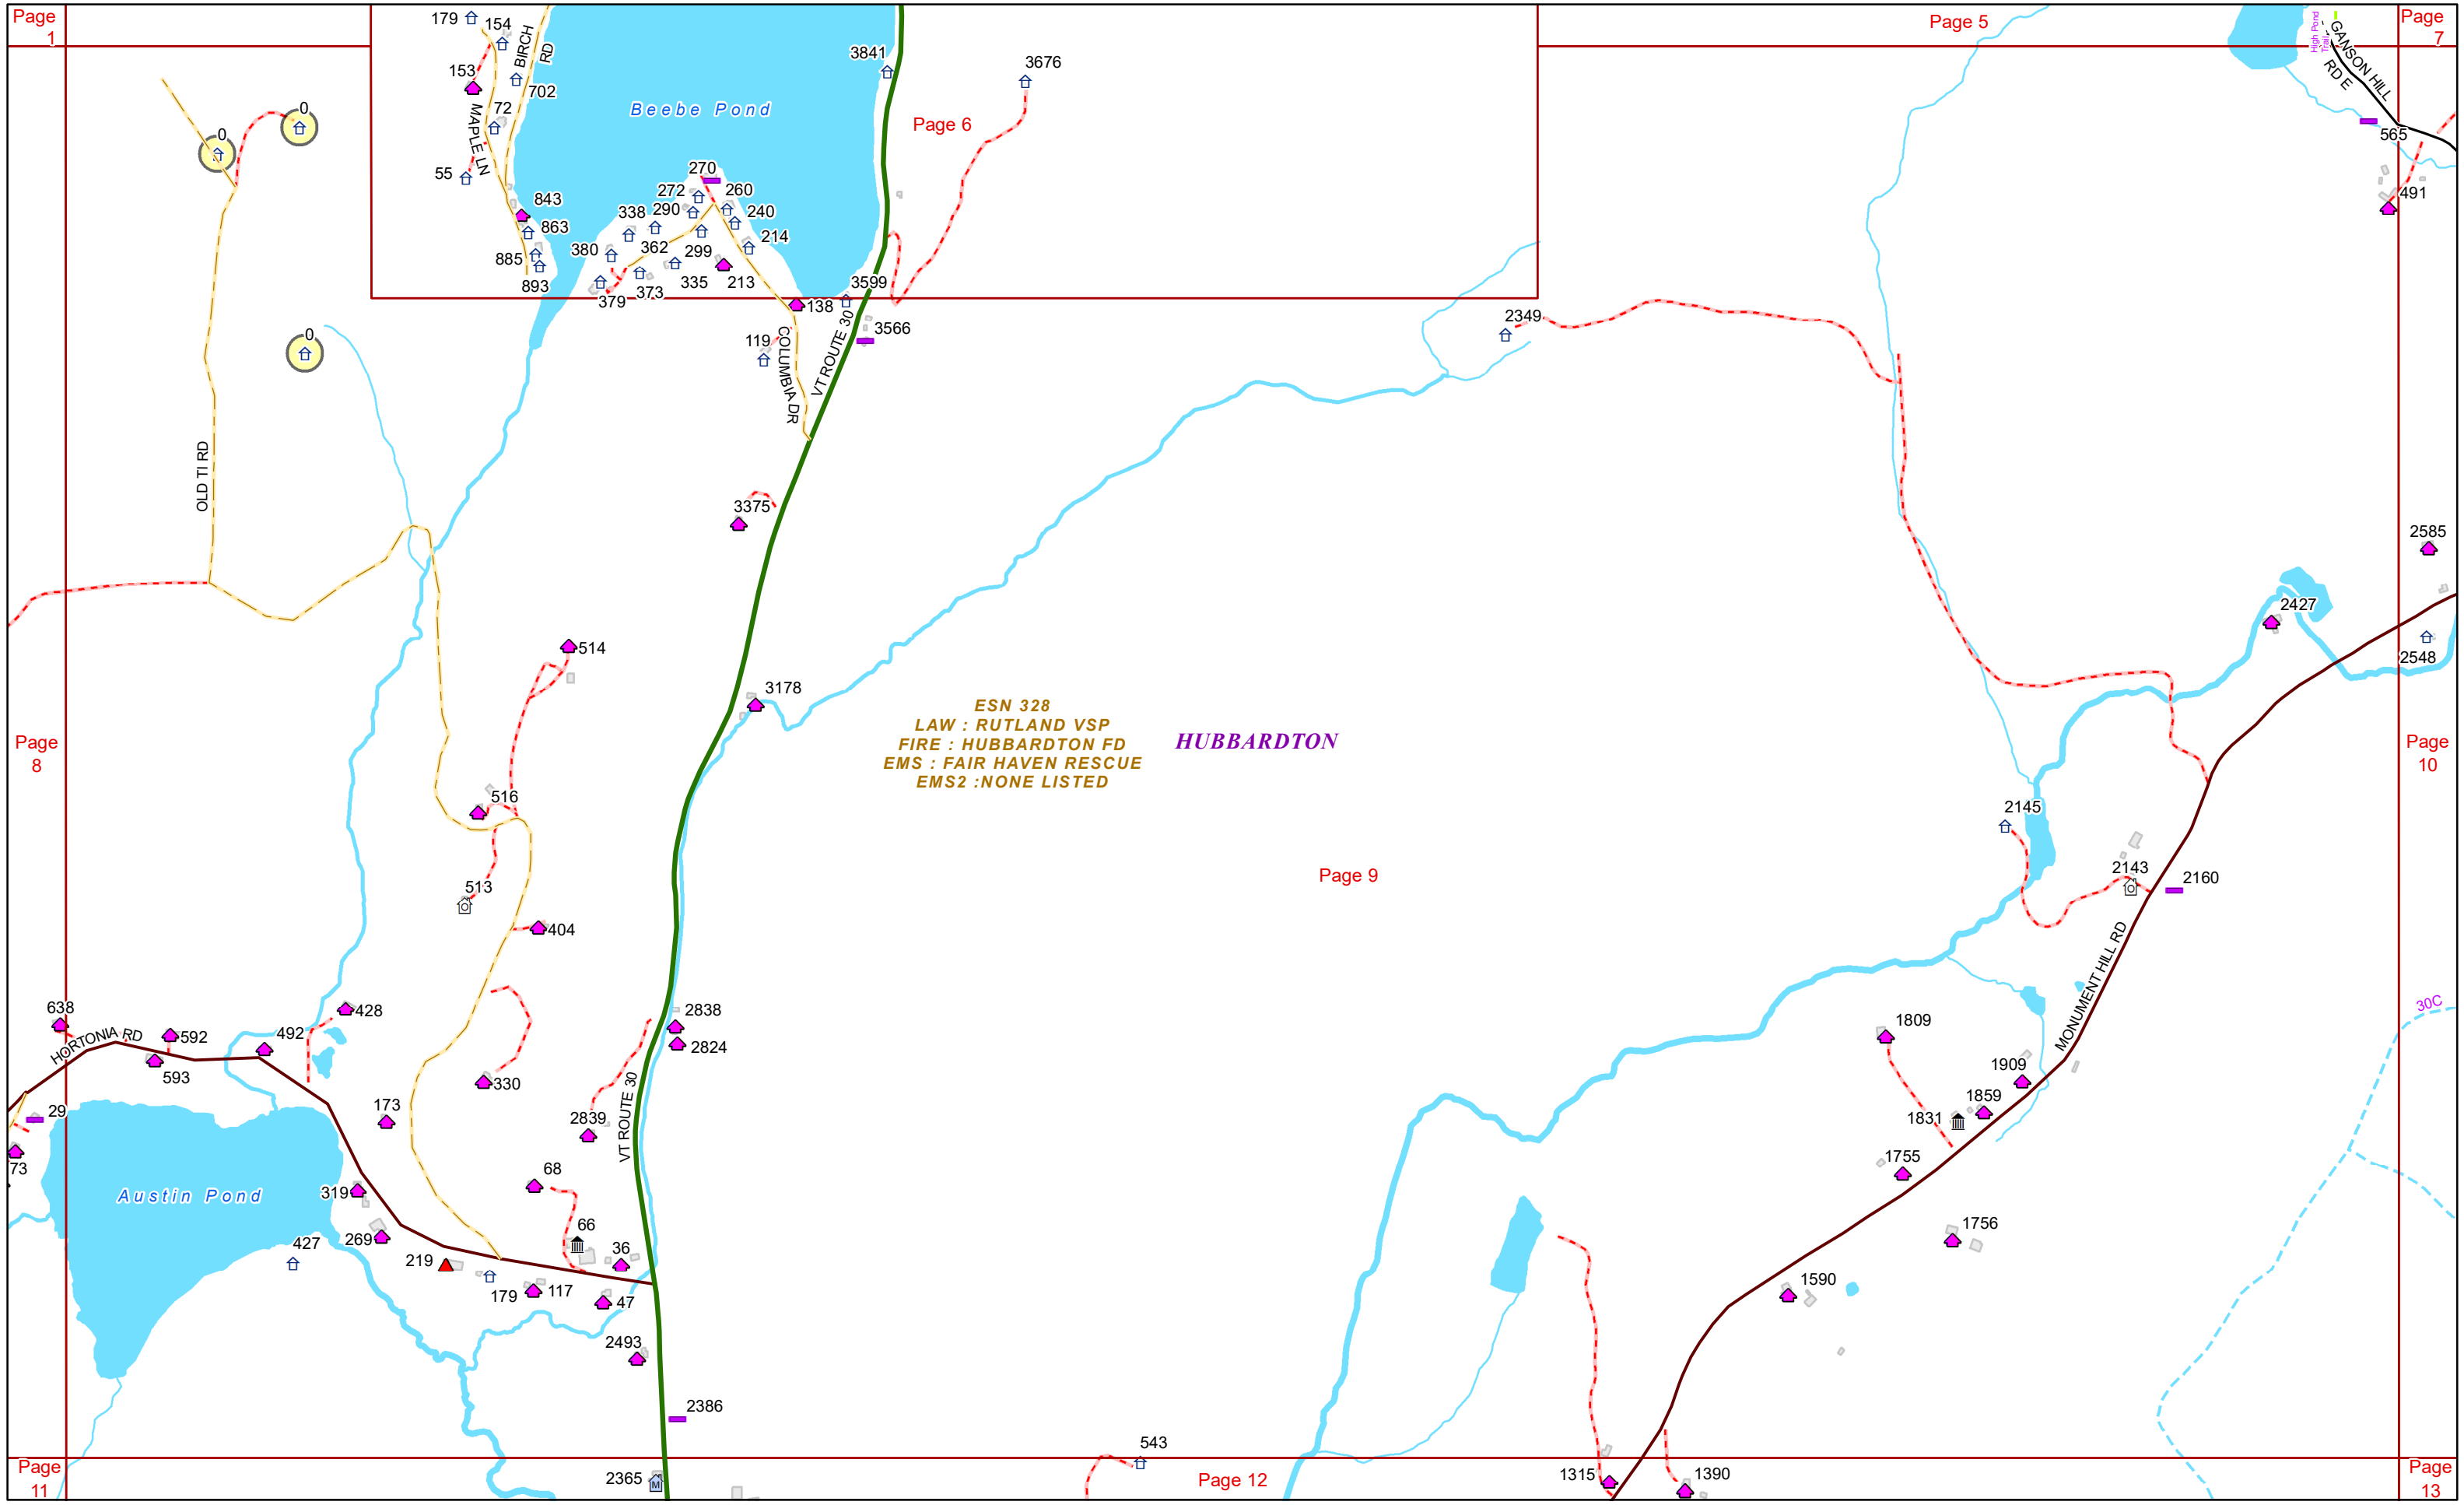 Page
1
179
154
BIRCH
RD
153
702
72
MAPLE LN
55
843
863
885
893
Beebe Pond
3841
3676
Page 6
Page 5
High Pond
Trail
GANSON HILL
RD E
Page
7
565
491
0
0
0
270
272
260
290
240
338
214
380
362
299
335
213
373
379
3599
138
119
COLUMBIA DR
VT ROUTE 30
3566
2349
OLD TI RD
3375
2585
2427
2548
514
3178
ESN 328
LAW : RUTLAND VSP
FIRE : HUBBARDTON FD
EMS : FAIR HAVEN RESCUE
EMS2 :NONE LISTED
HUBBARDTON
Page
8
Page
10
516
2145
Page 9
513
2143
2160
404
MONUMENT HILL RD
30C
638
HORTONIA RD
592
593
492
428
2838
2824
1809
330
1909
29
173
2839
VT ROUTE 30
1859
1831
73
68
1755
Austin Pond
319
66
1756
427
269
36
219
179
117
47
1590
2493
2386
543
Page
11
2365
M
Page 12
1315
1390
Page
13